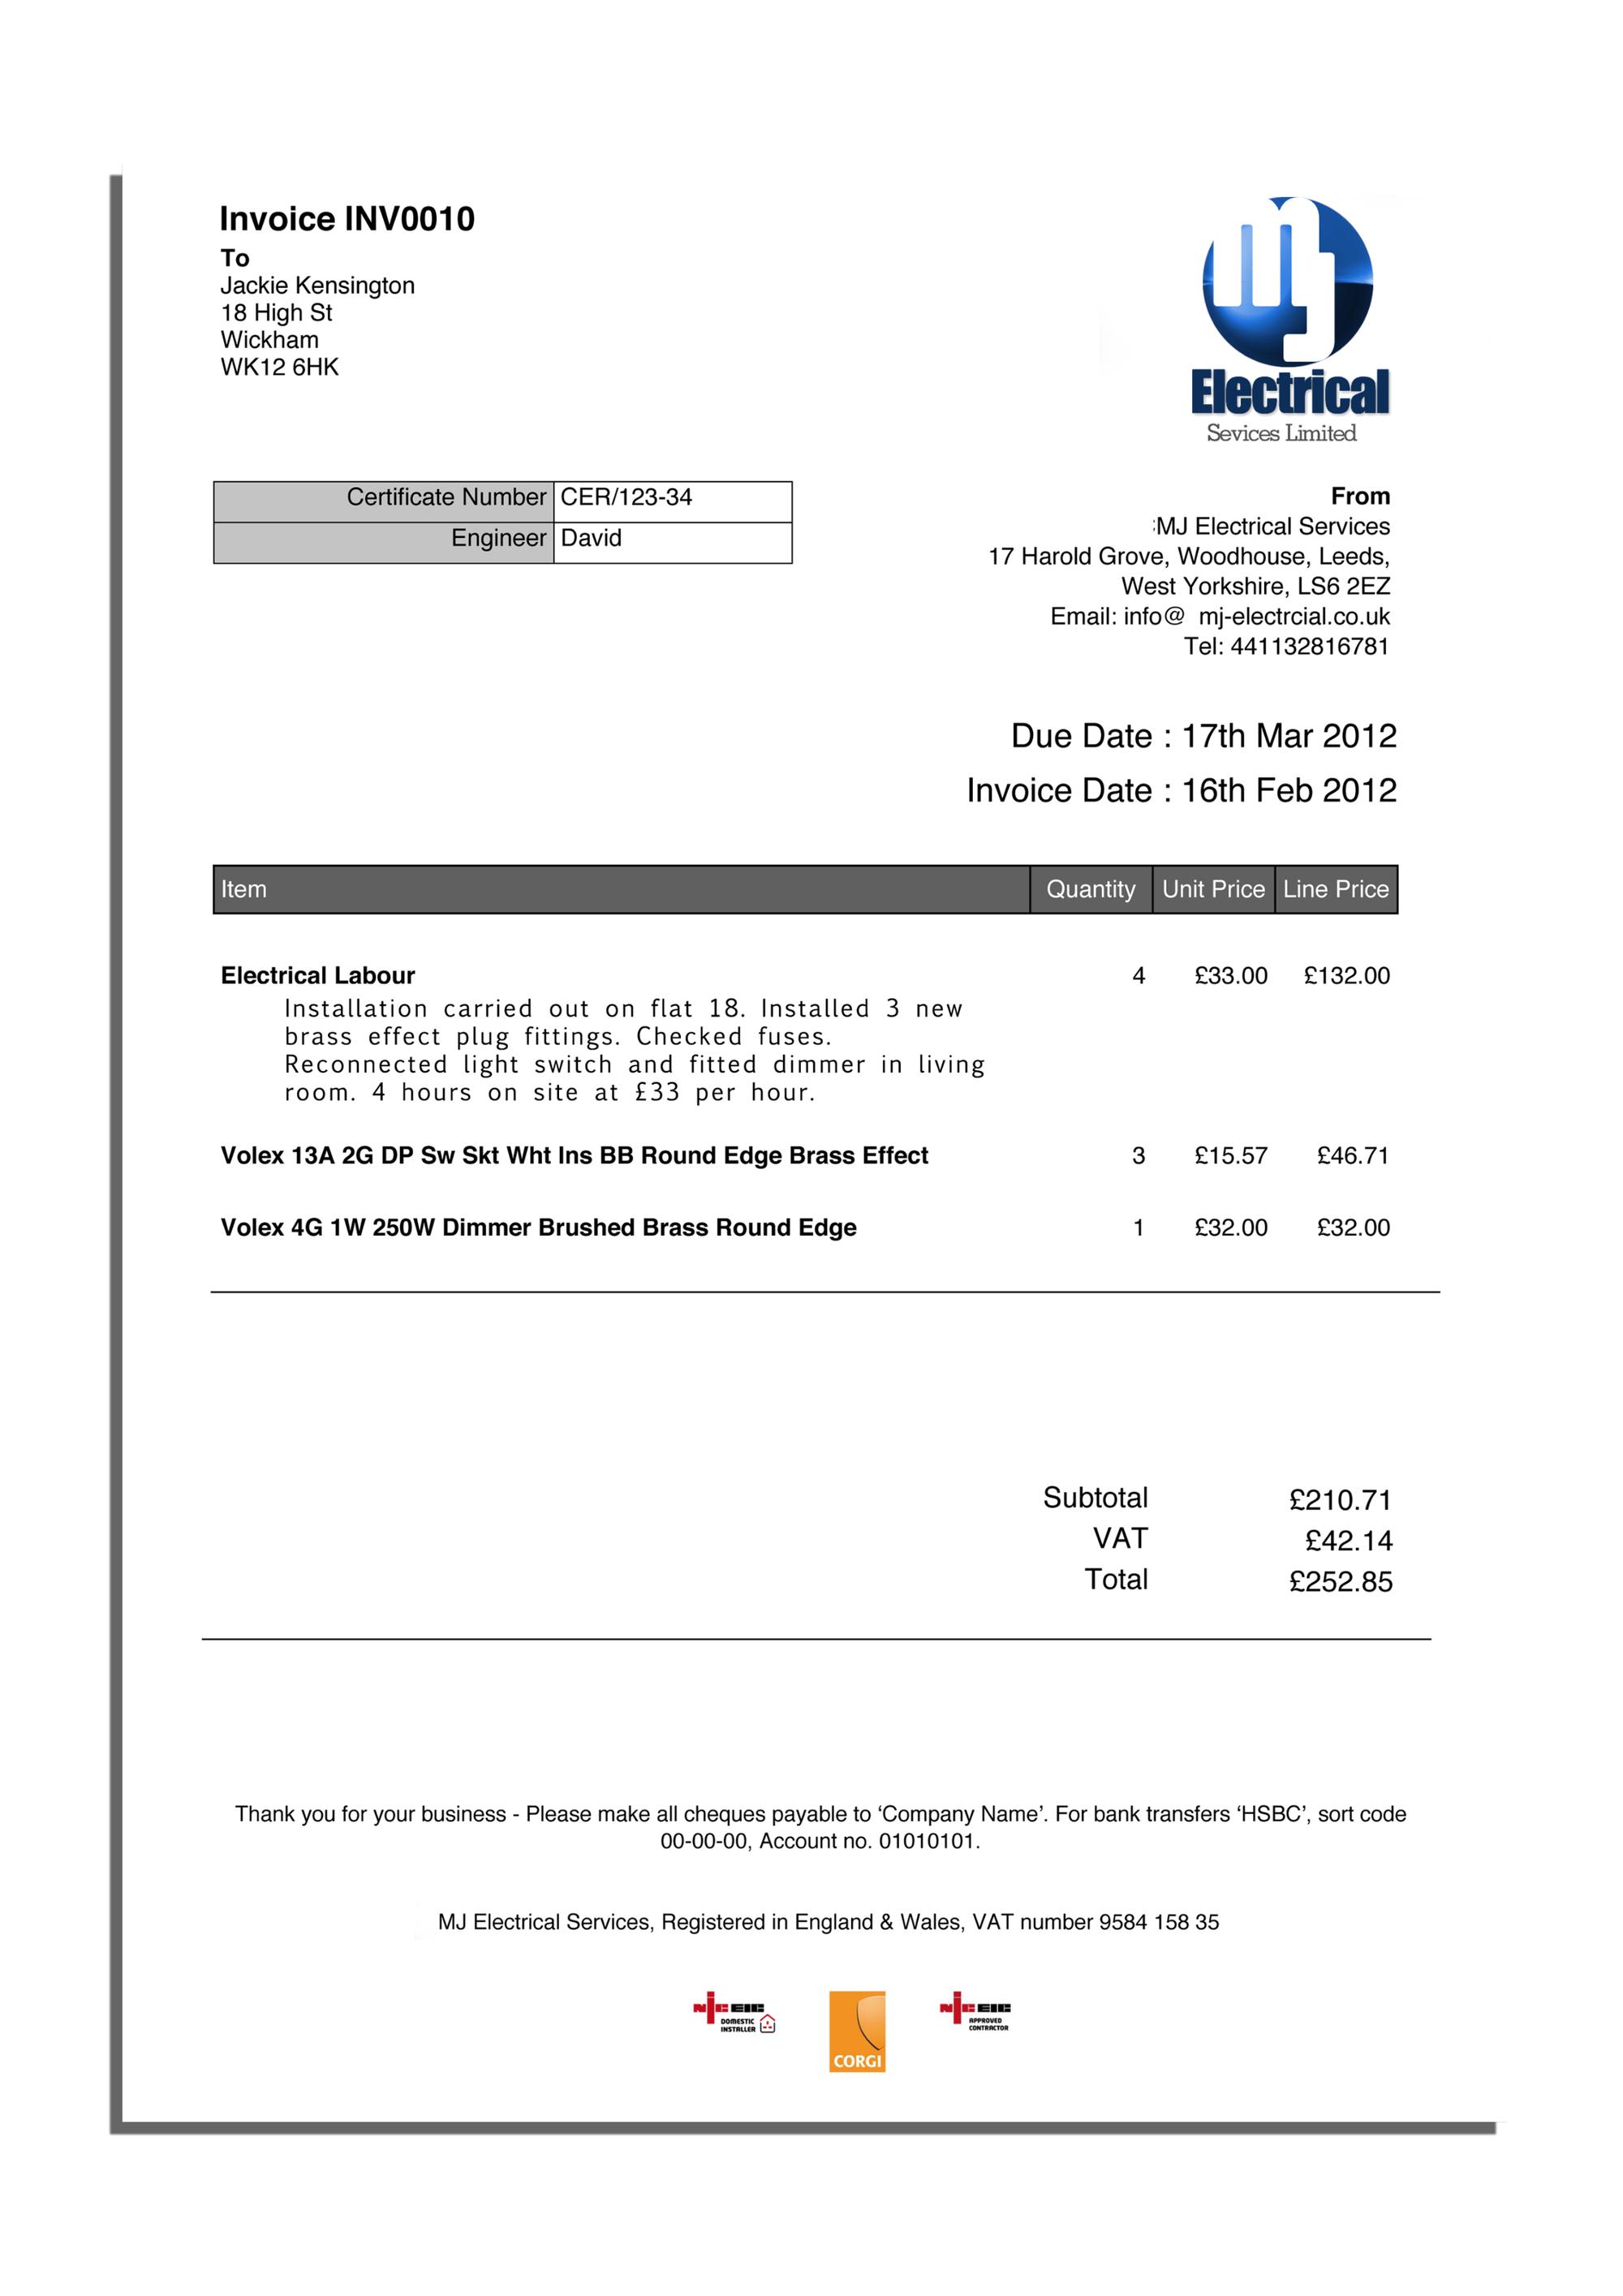 Invoice INV0010
To
Jackie Kensington
18 High St
Wickham
WK12 6HK
mj
Electrical
Sevices Limited
Certificate Number CER/123-34
Engineer David
From
:MJ Electrical Services
17 Harold Grove, Woodhouse, Leeds,
West Yorkshire, LS6 2EZ
Email: info@ mj-electrcial.co.uk
Tel: 441132816781
Due Date : 17th Mar 2012
Invoice Date : 16th Feb 2012
Item Quantity Unit Price Line Price
Electrical Labour 4 £33.00 £132.00
Installation carried out on flat 18. Installed 3 new
brass effect plug fittings. Checked fuses.
Reconnected light switch and fitted dimmer in living
room. 4 hours on site at £33 per hour.
Volex 13A 2G DP Sw Skt Wht Ins BB Round Edge Brass Effect 3 £15.57 £46.71
Volex 4G 1W 250W Dimmer Brushed Brass Round Edge 1 £32.00 £32.00
Subtotal £210.71
VAT £42.14
Total £252.85
Thank you for your business - Please make all cheques payable to ‘Company Name’. For bank transfers ‘HSBC’, sort code
00-00-00, Account no. 01010101.
MJ Electrical Services, Registered in England & Wales, VAT number 9584 158 35
NICEIC
DOMESTIC
INSTALLER
CORGI
NICEIC
APPROVED
CONTRACTOR